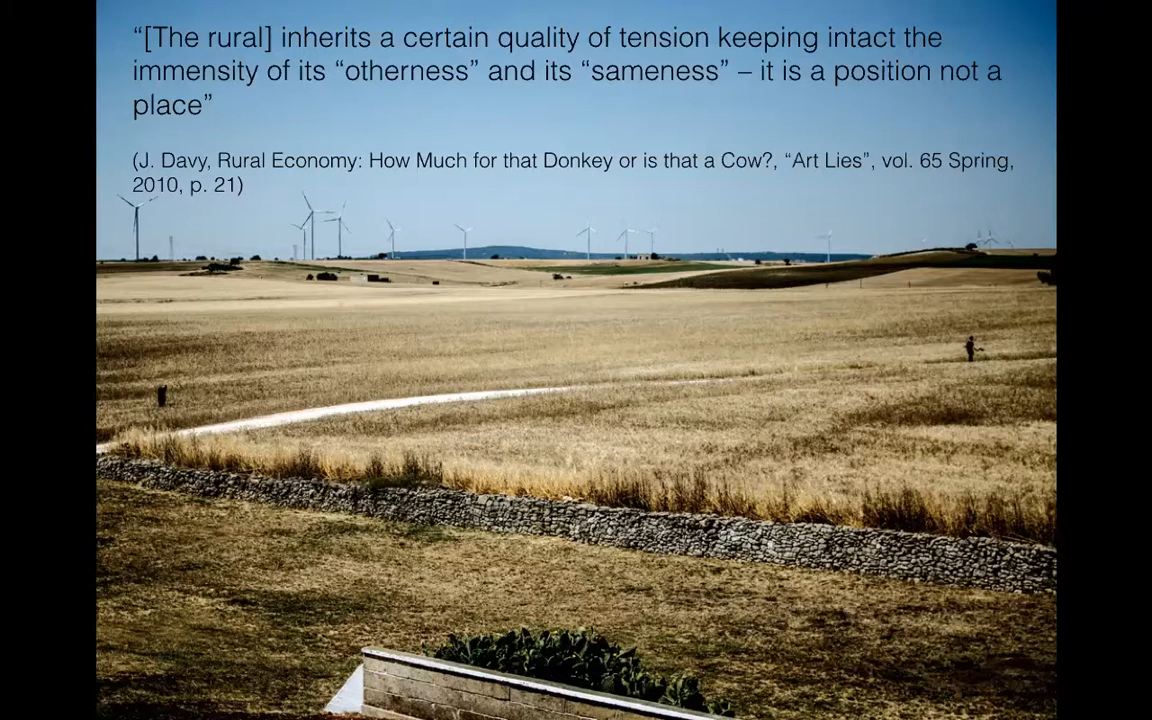 “[The rural] inherits a certain quality of tension keeping intact the
immensity of its “otherness” and its “sameness” – it is a position not a
place”
(J. Davy, Rural Economy: How Much for that Donkey or is that a Cow?, “Art Lies”, vol. 65 Spring,
2010, p. 21)